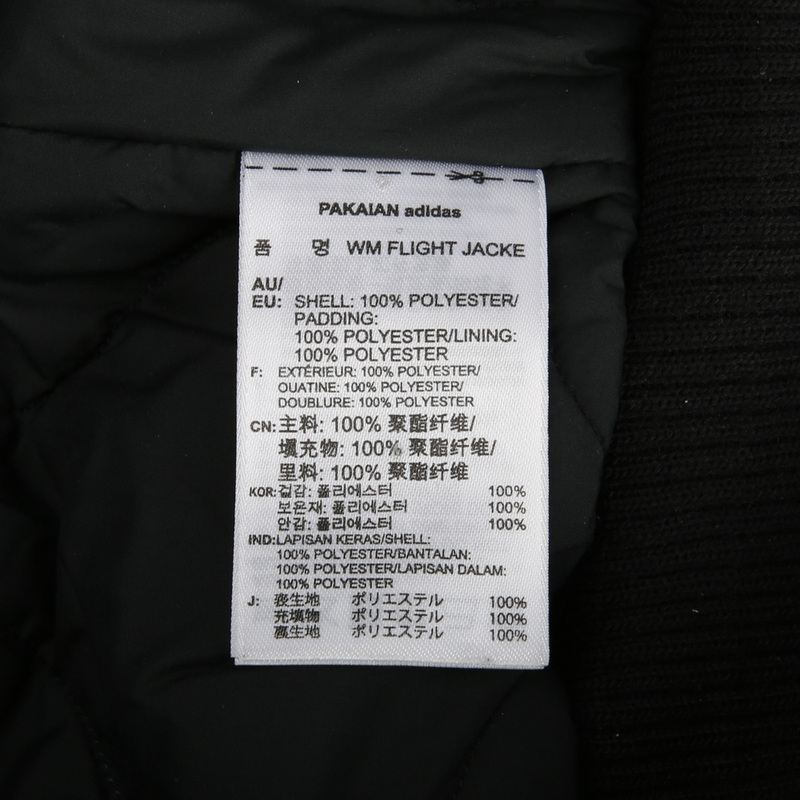 PAKAIAN adidas
품 명 WM FLIGHT JACKE
AU/
EU: SHELL: 100% POLYESTER/
PADDING:
100% POLYESTER/LINING:
100% POLYESTER
F: EXTÉRIEUR: 100% POLYESTER/
OUATINE: 100% POLYESTER/
DOUBLURE: 100% POLYESTER
CN: 主料: 100% 聚酯纤维/
填充物: 100% 聚酯纤维/
里料: 100% 聚酯纤维
KOR: 겉감: 폴리에스터 100%
보온재: 폴리에스터 100%
안감: 폴리에스터 100%
IND: LAPISAN KERAS/SHELL:
100% POLYESTER/BANTALAN:
100% POLYESTER/LAPISAN DALAM:
100% POLYESTER
J: 表生地 ポリエステル 100%
充填物 ポリエステル 100%
裏生地 ポリエステル 100%